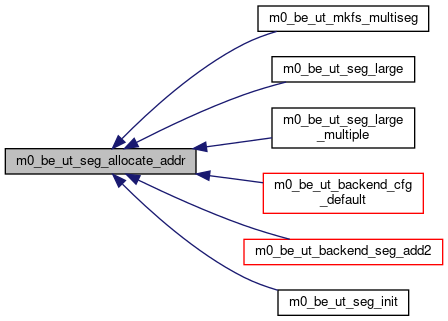 m0_be_ut_mkfs_multiseg
m0_be_ut_seg_large
m0_be_ut_seg_large
_multiple
m0_be_ut_seg_allocate_addr
m0_be_ut_backend_cfg
_default
m0_be_ut_backend_seg_add2
m0_be_ut_seg_init